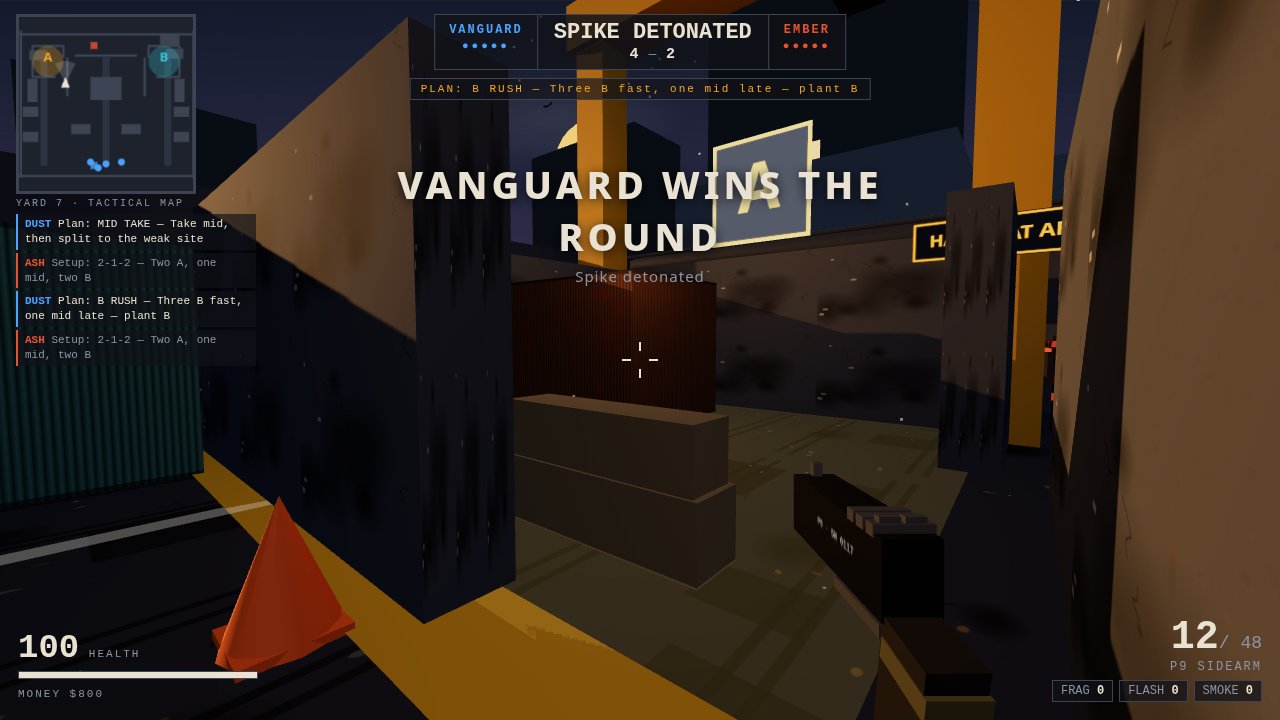 VANGUARD
SPIKE DETONATED
4 — 2
EMBER
PLAN: B RUSH — Three B fast, one mid late — plant B
A
B
YARD 7 · TACTICAL MAP
DUST Plan: MID TAKE — Take mid,
then split to the weak site
ASH Setup: 2-1-2 — Two A, one
mid, two B
DUST Plan: B RUSH — Three B fast,
one mid late — plant B
ASH Setup: 2-1-2 — Two A, one
mid, two B
VANGUARD WINS THE
ROUND
Spike detonated
A
100 HEALTH
MONEY $800
12 / 48
P9 SIDEARM
FRAG 0
FLASH 0
SMOKE 0